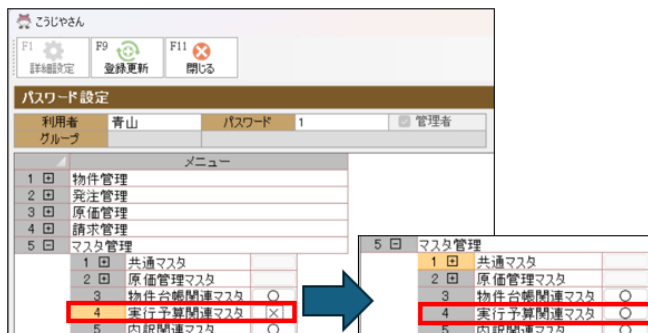 こうじやさん
F1 F9 F11
詳細設定 登録更新 閉じる
パスワード設定
利用者 青山 パスワード 1 管理者
グループ
メニュー
1 物件管理
2 発注管理
3 原価管理
4 請求管理
5 マスタ管理
1 共通マスタ
2 原価管理マスタ
3 物件台帳関連マスタ ○
4 実行予算関連マスタ ×
5 内訳関連マスタ ○
5 マスタ管理
1 共通マスタ
2 原価管理マスタ
3 物件台帳関連マスタ ○
4 実行予算関連マスタ ○
5 内訳関連マスタ ○